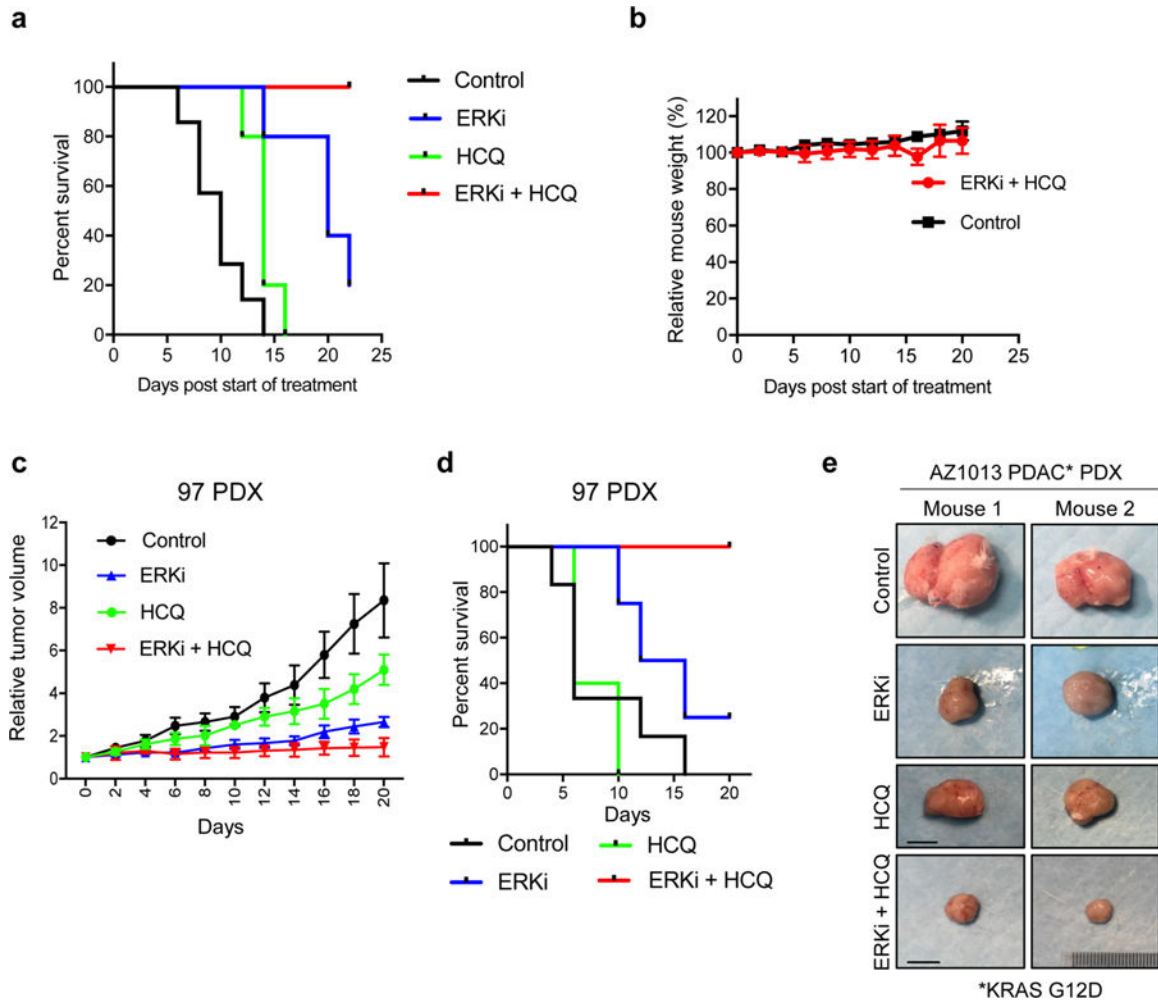 a
Percent survival
100
80
60
40
20
0
0 5 10 15 20 25
Days post start of treatment
Control
ERKi
HCQ
ERKi + HCQ
b
Relative mouse weight (%)
120
100
80
60
40
20
0
0 5 10 15 20 25
Days post start of treatment
ERKi + HCQ
Control
c
97 PDX
Relative tumor volume
12
10
8
6
4
2
0
0 2 4 6 8 10 12 14 16 18 20
Days
Control
ERKi
HCQ
ERKi + HCQ
d
97 PDX
Percent survival
100
80
60
40
20
0
0 5 10 15 20
Days
Control
HCQ
ERKi
ERKi + HCQ
e
AZ1013 PDAC* PDX
Mouse 1 Mouse 2
Control
ERKi
HCQ
ERKi + HCQ
*KRAS G12D